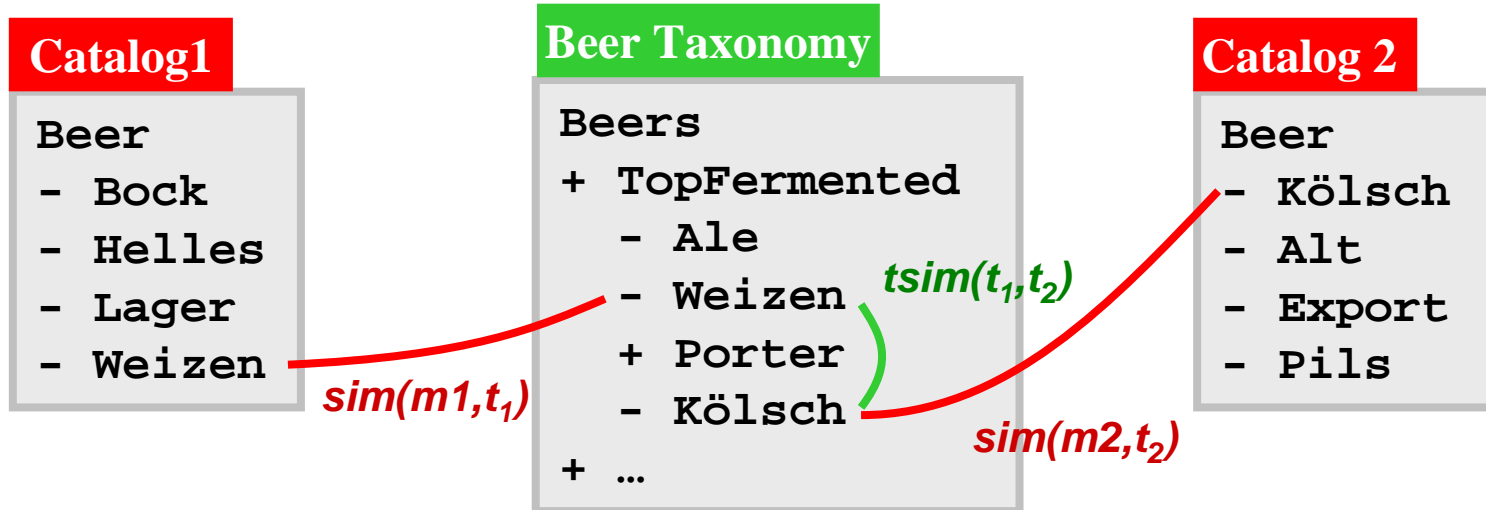 Catalog1
Beer
- Bock
- Helles
- Lager
- Weizen
sim(m1,t1)
Beer Taxonomy
Beers
+ TopFermented
- Ale
- Weizen
+ Porter
- Kölsch
+ …
tsim(t1,t2)
sim(m2,t2)
Catalog 2
Beer
- Kölsch
- Alt
- Export
- Pils